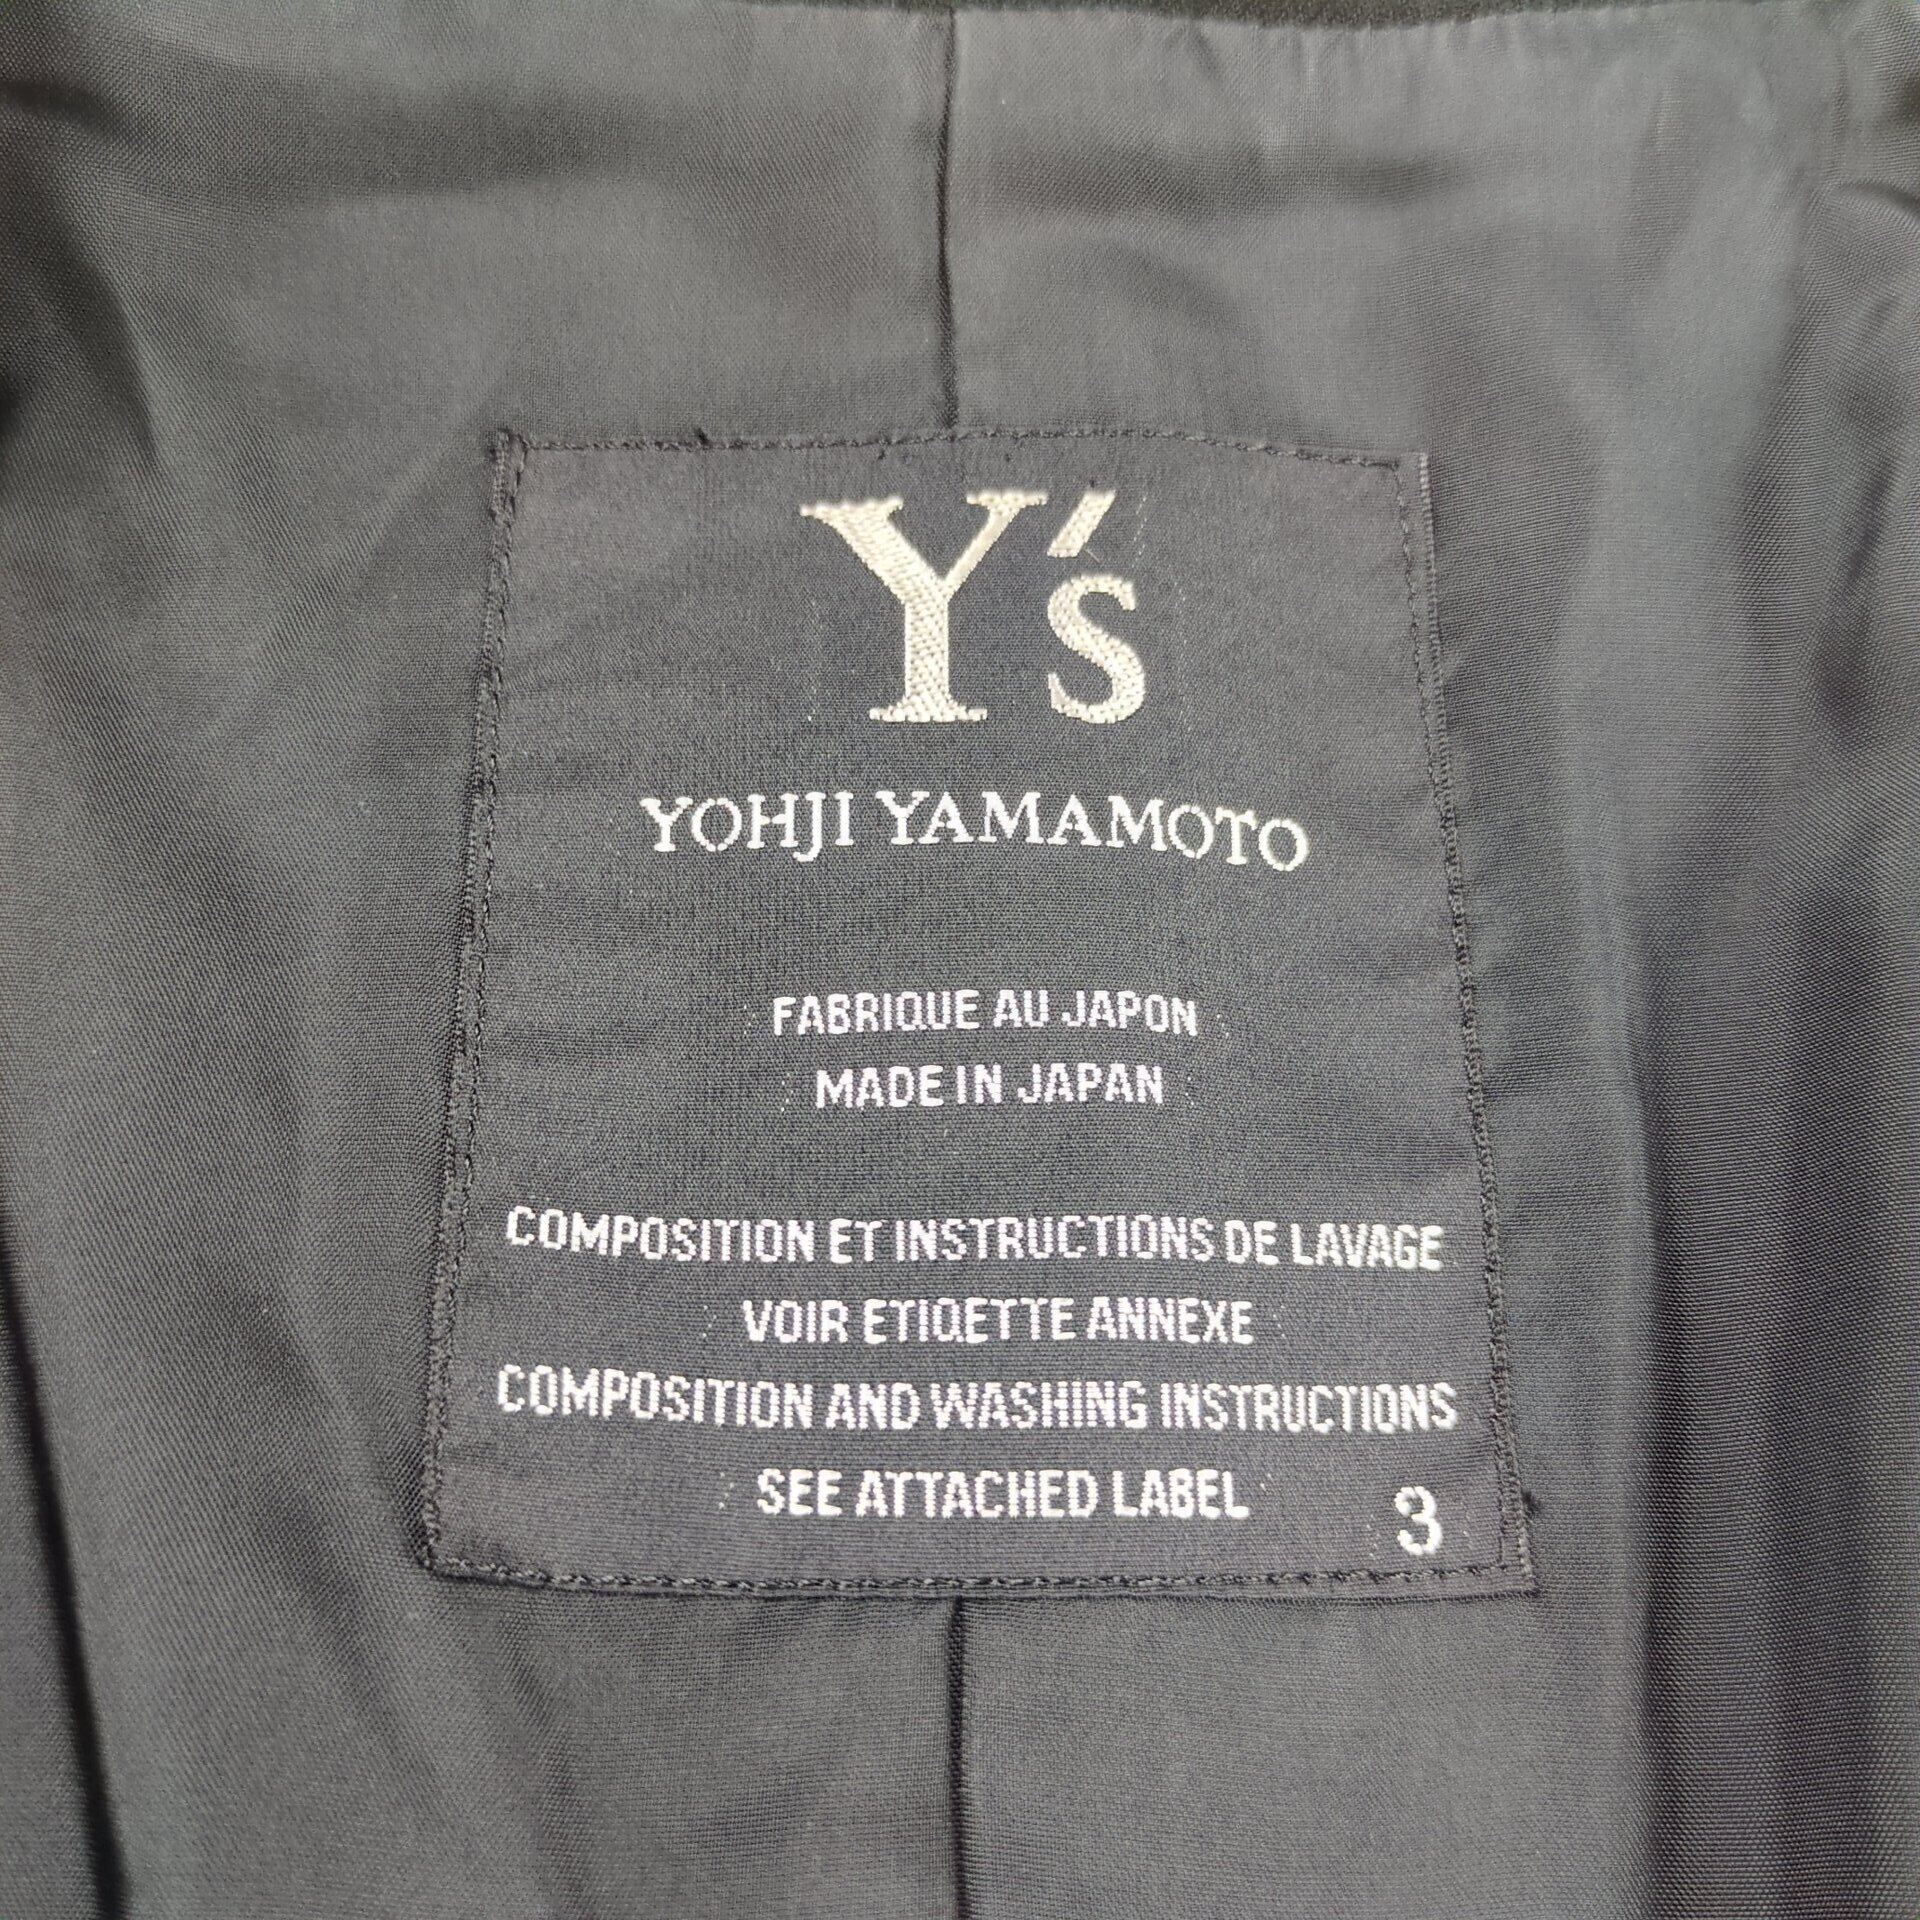 Y's
YOHJI YAMAMOTO
FABRIQUE AU JAPON
MADE IN JAPAN
COMPOSITION ET INSTRUCTIONS DE LAVAGE
VOIR ETIQETTE ANNEXE
COMPOSITION AND WASHING INSTRUCTIONS
SEE ATTACHED LABEL
3